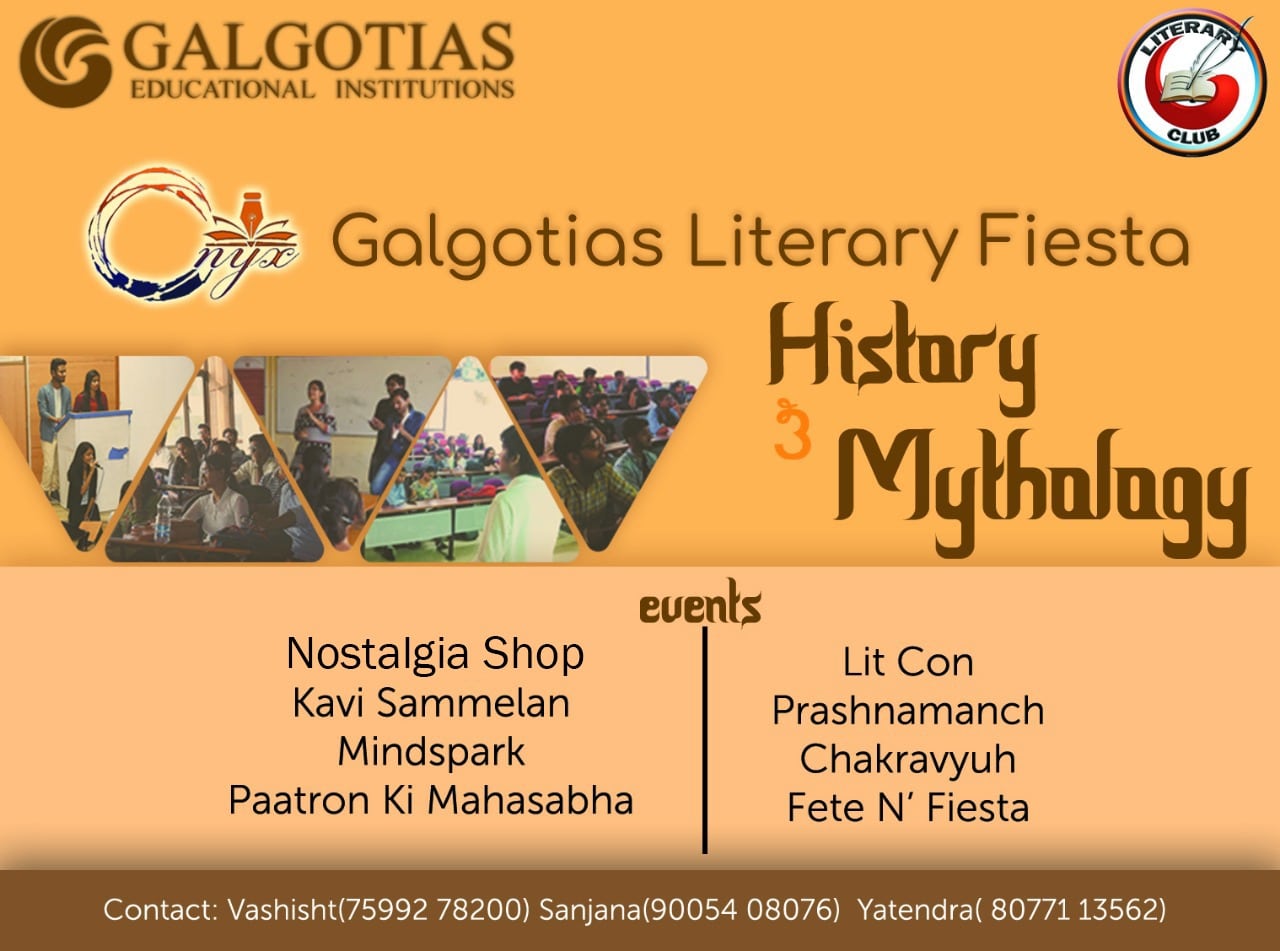 GALGOTIAS
EDUCATIONAL INSTITUTIONS
LITERARY
CLUB
Onyx
Galgotias Literary Fiesta
History
&
Mythology
events
Nostalgia Shop
Kavi Sammelan
Mindspark
Paatron Ki Mahasabha
Lit Con
Prashnamanch
Chakravyuh
Fete N’ Fiesta
Contact: Vashisht(75992 78200) Sanjana(90054 08076) Yatendra( 80771 13562)